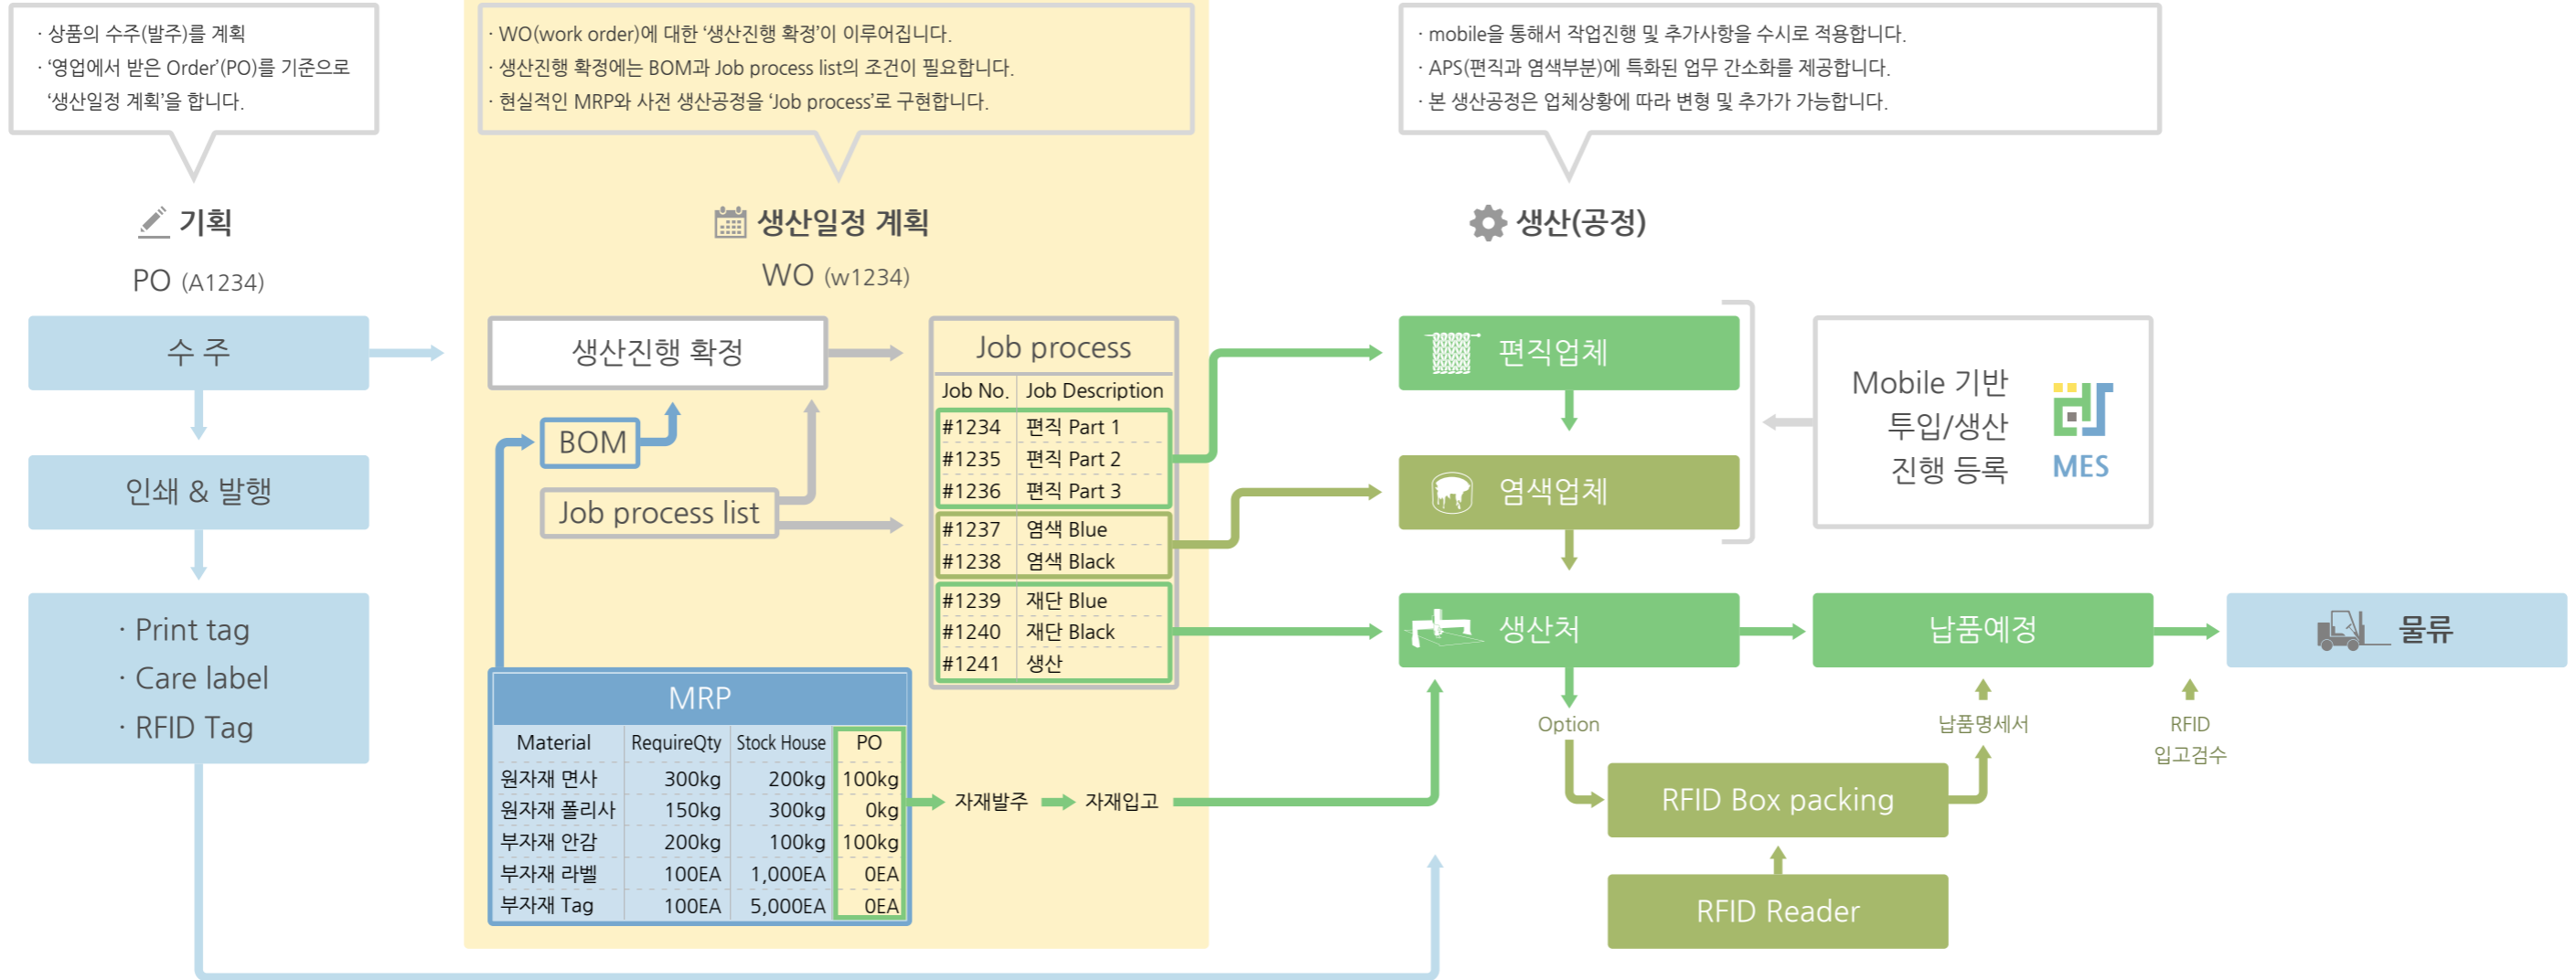 · 상품의 수주(발주)를 계획
· ‘영업에서 받은 Order’(PO)를 기준으로
‘생산일정 계획’을 합니다.
· WO(work order)에 대한 ‘생산진행 확정’이 이루어집니다.
· 생산진행 확정에는 BOM과 Job process list의 조건이 필요합니다.
· 현실적인 MRP와 사전 생산공정을 ‘Job process’로 구현합니다.
· mobile을 통해서 작업진행 및 추가사항을 수시로 적용합니다.
· APS(편직과 염색부분)에 특화된 업무 간소화를 제공합니다.
· 본 생산공정은 업체상황에 따라 변형 및 추가가 가능합니다.
기획
PO (A1234)
수 주
인쇄 & 발행
· Print tag
· Care label
· RFID Tag
생산일정 계획
WO (w1234)
생산진행 확정
BOM
Job process list
Job process
Job No. Job Description
#1234 편직 Part 1
#1235 편직 Part 2
#1236 편직 Part 3
#1237 염색 Blue
#1238 염색 Black
#1239 재단 Blue
#1240 재단 Black
#1241 생산
MRP
Material RequireQty Stock House PO
원자재 면사 300kg 200kg 100kg
원자재 폴리사 150kg 300kg 0kg
부자재 안감 200kg 100kg 100kg
부자재 라벨 100EA 1,000EA 0EA
부자재 Tag 100EA 5,000EA 0EA
자재발주
자재입고
생산(공정)
편직업체
염색업체
생산처
Mobile 기반
투입/생산
진행 등록
MES
납품예정
물류
Option
납품명세서
RFID
입고검수
RFID Box packing
RFID Reader